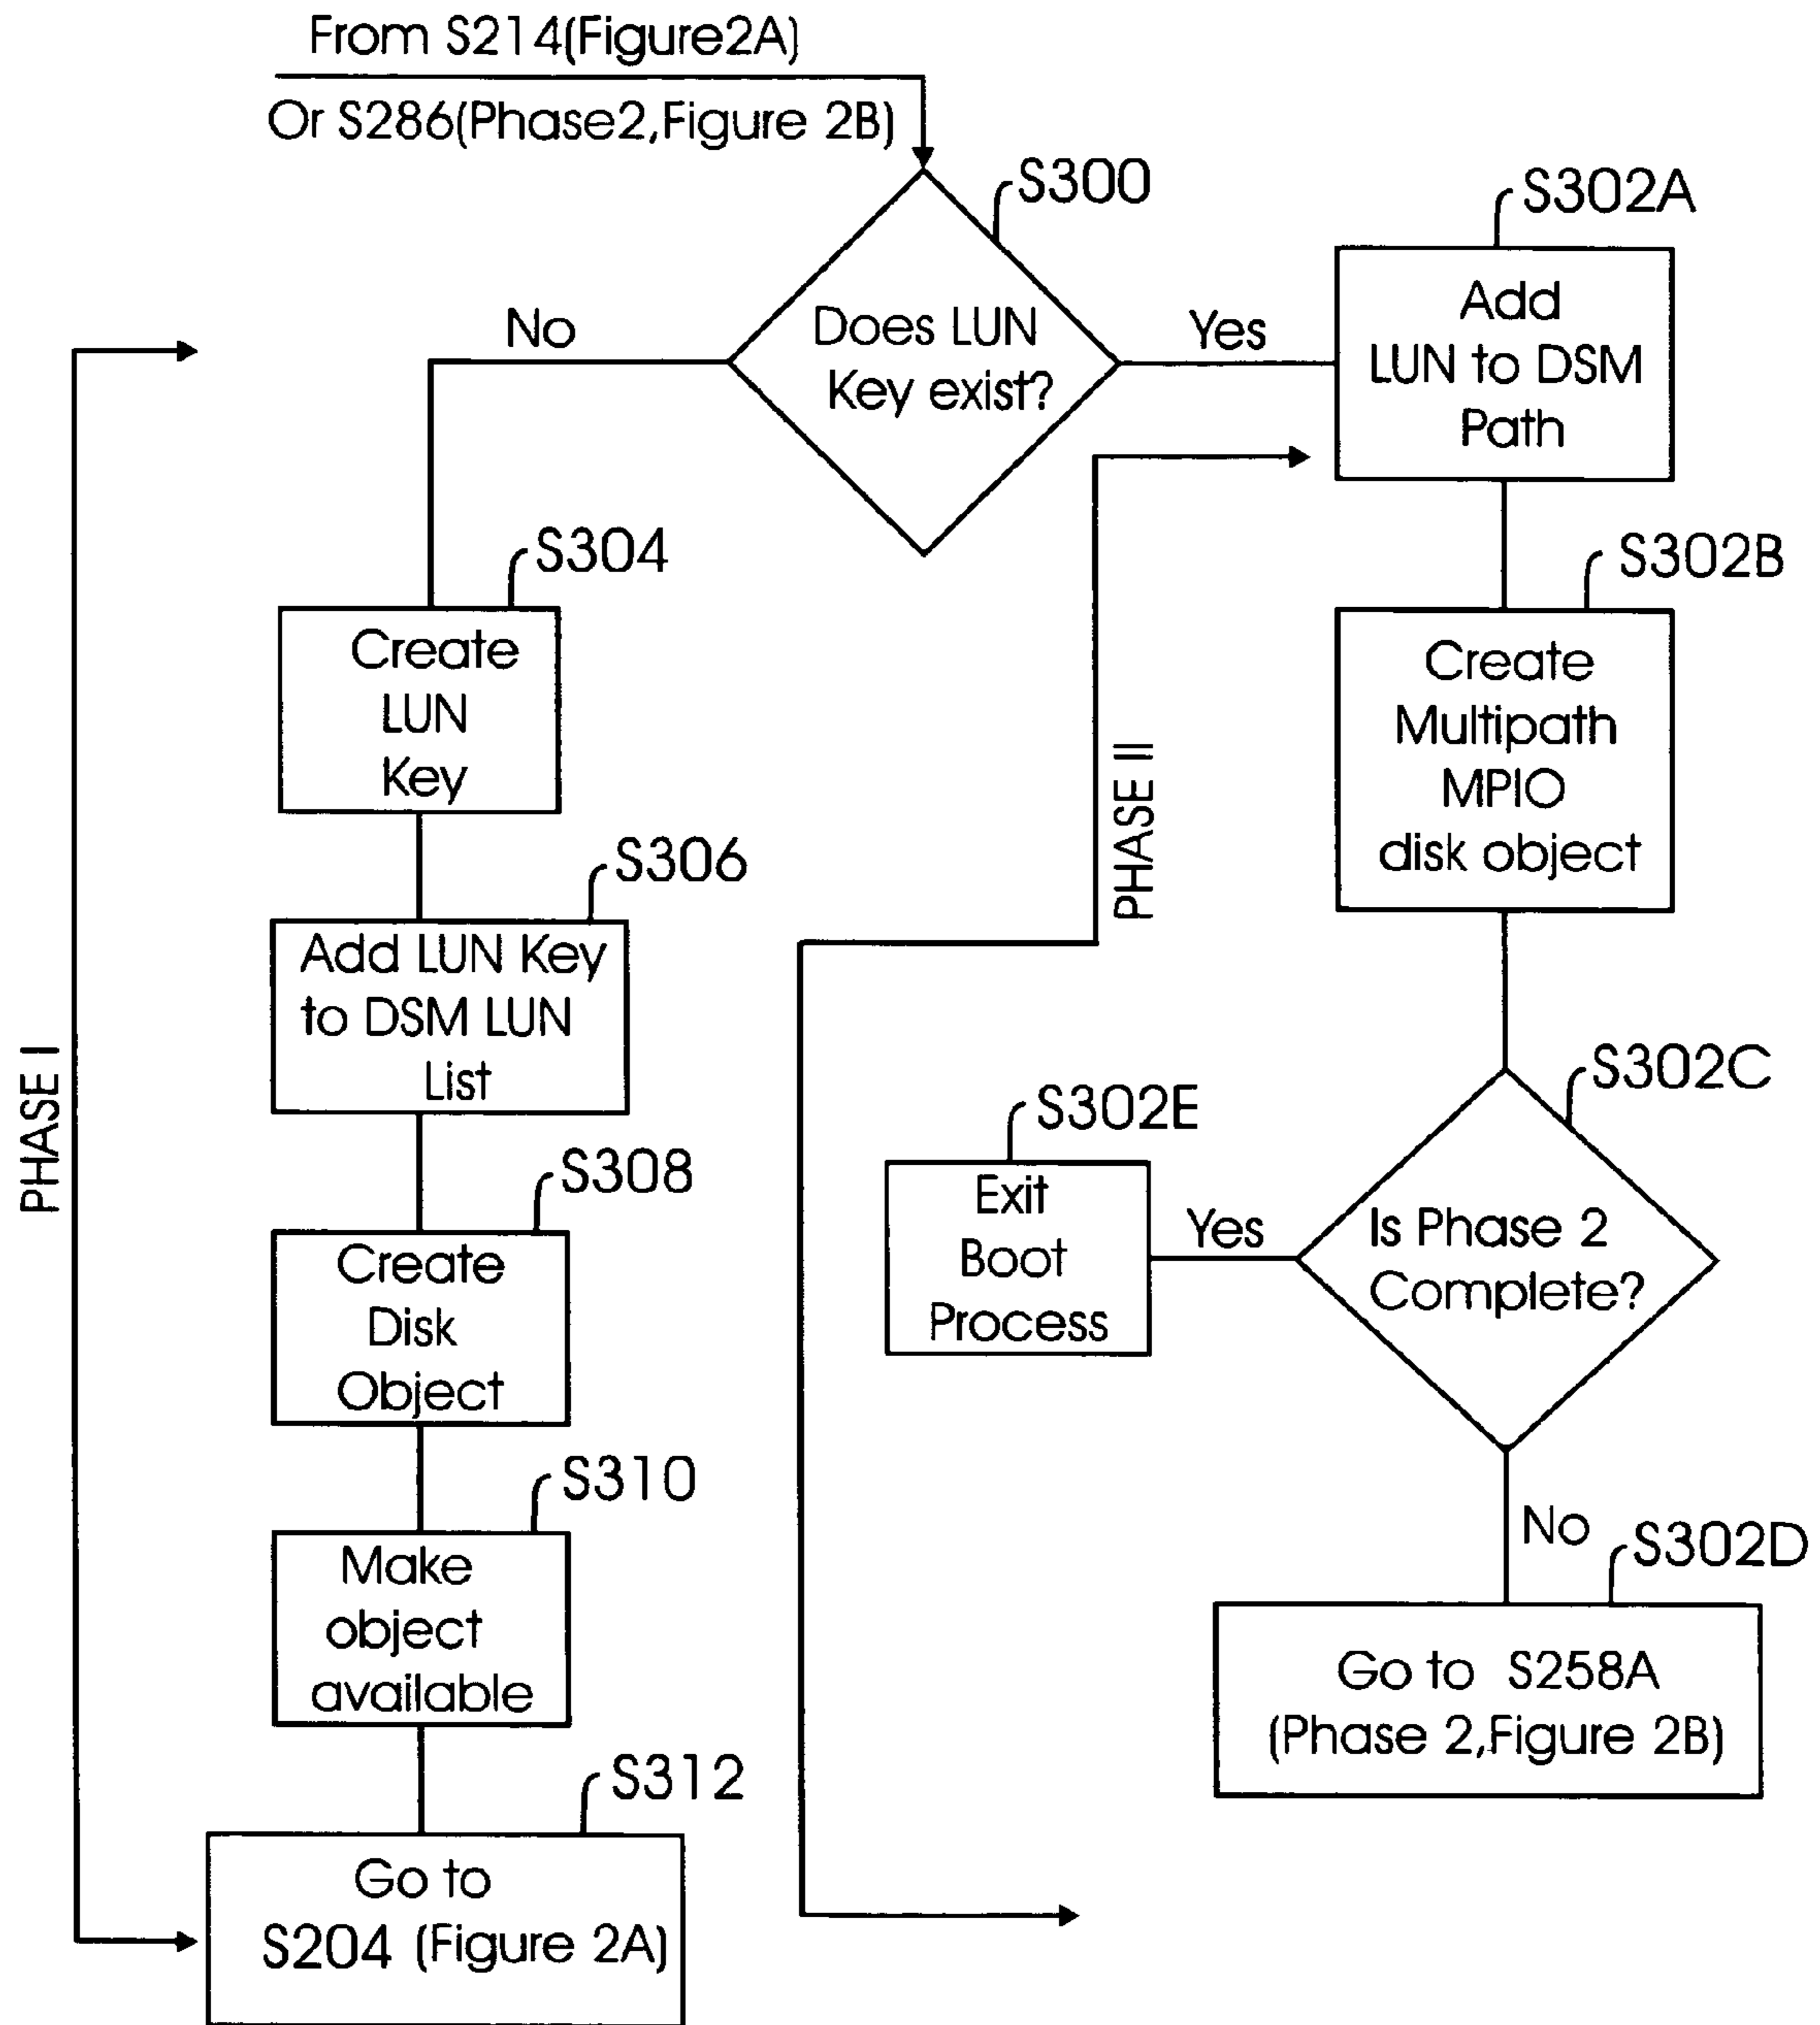 From S214(Figure2A)
Or S286(Phase2,Figure 2B)
S300
Does LUN
Key exist?
No
Yes
S302A
Add
LUN to DSM
Path
S302B
Create
Multipath
MPIO
disk object
S302C
Is Phase 2
Complete?
Yes
S302E
Exit
Boot
Process
No
S302D
Go to S258A
(Phase 2,Figure 2B)
PHASE II
S304
Create
LUN
Key
S306
Add LUN Key
to DSM LUN
List
S308
Create
Disk
Object
S310
Make
object
available
S312
Go to
S204 (Figure 2A)
PHASE I